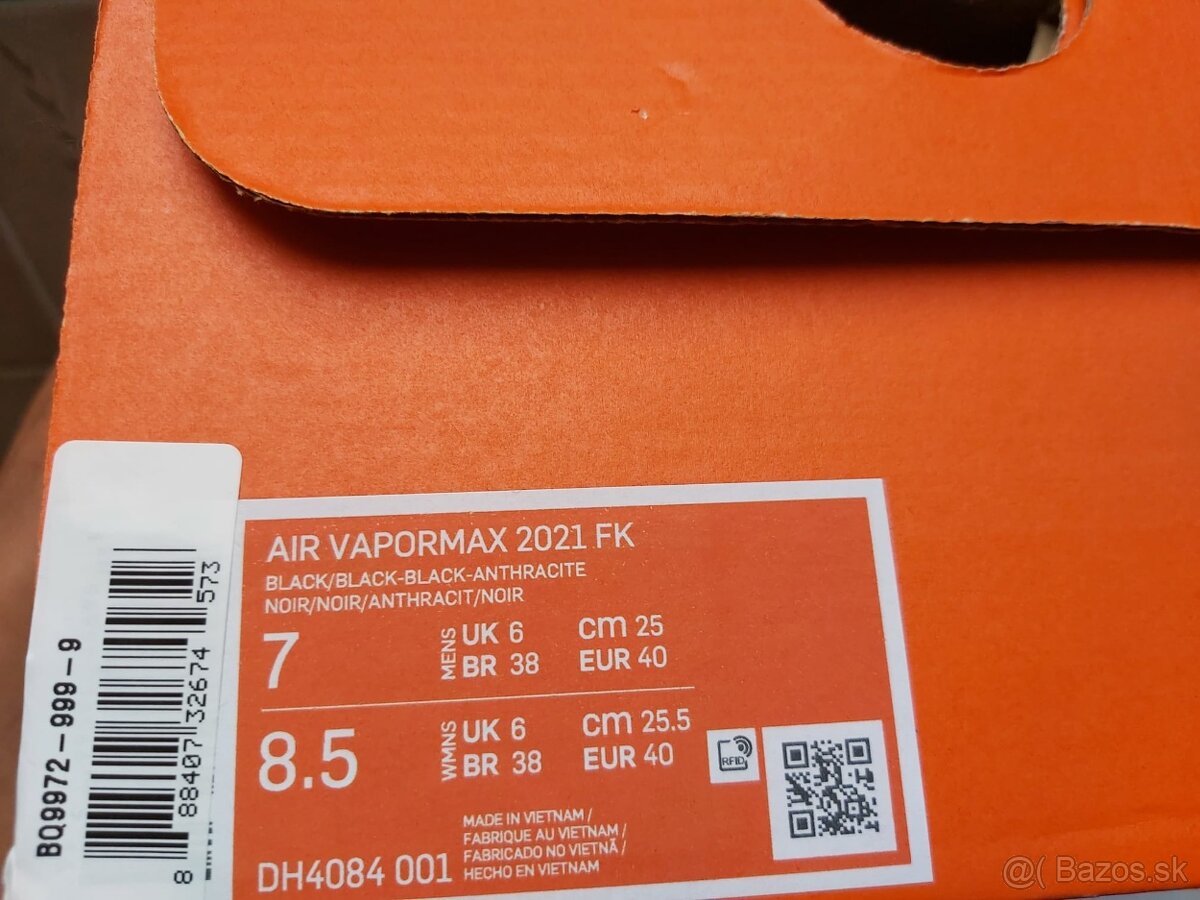 AIR VAPORMAX 2021 FK
BLACK/BLACK-BLACK-ANTHRACITE
NOIR/NOIR/ANTHRACIT/NOIR
7 MENS UK 6 cm 25
BR 38 EUR 40
8.5 WMNS UK 6 cm 25.5
BR 38 EUR 40
RFID
MADE IN VIETNAM /
FABRIQUE AU VIETNAM /
FABRICADO NO VIETNÃ /
HECHO EN VIETNAM
DH4084 001
BQ9972-999-9
8 88407 32674 573
@( Bazos.sk